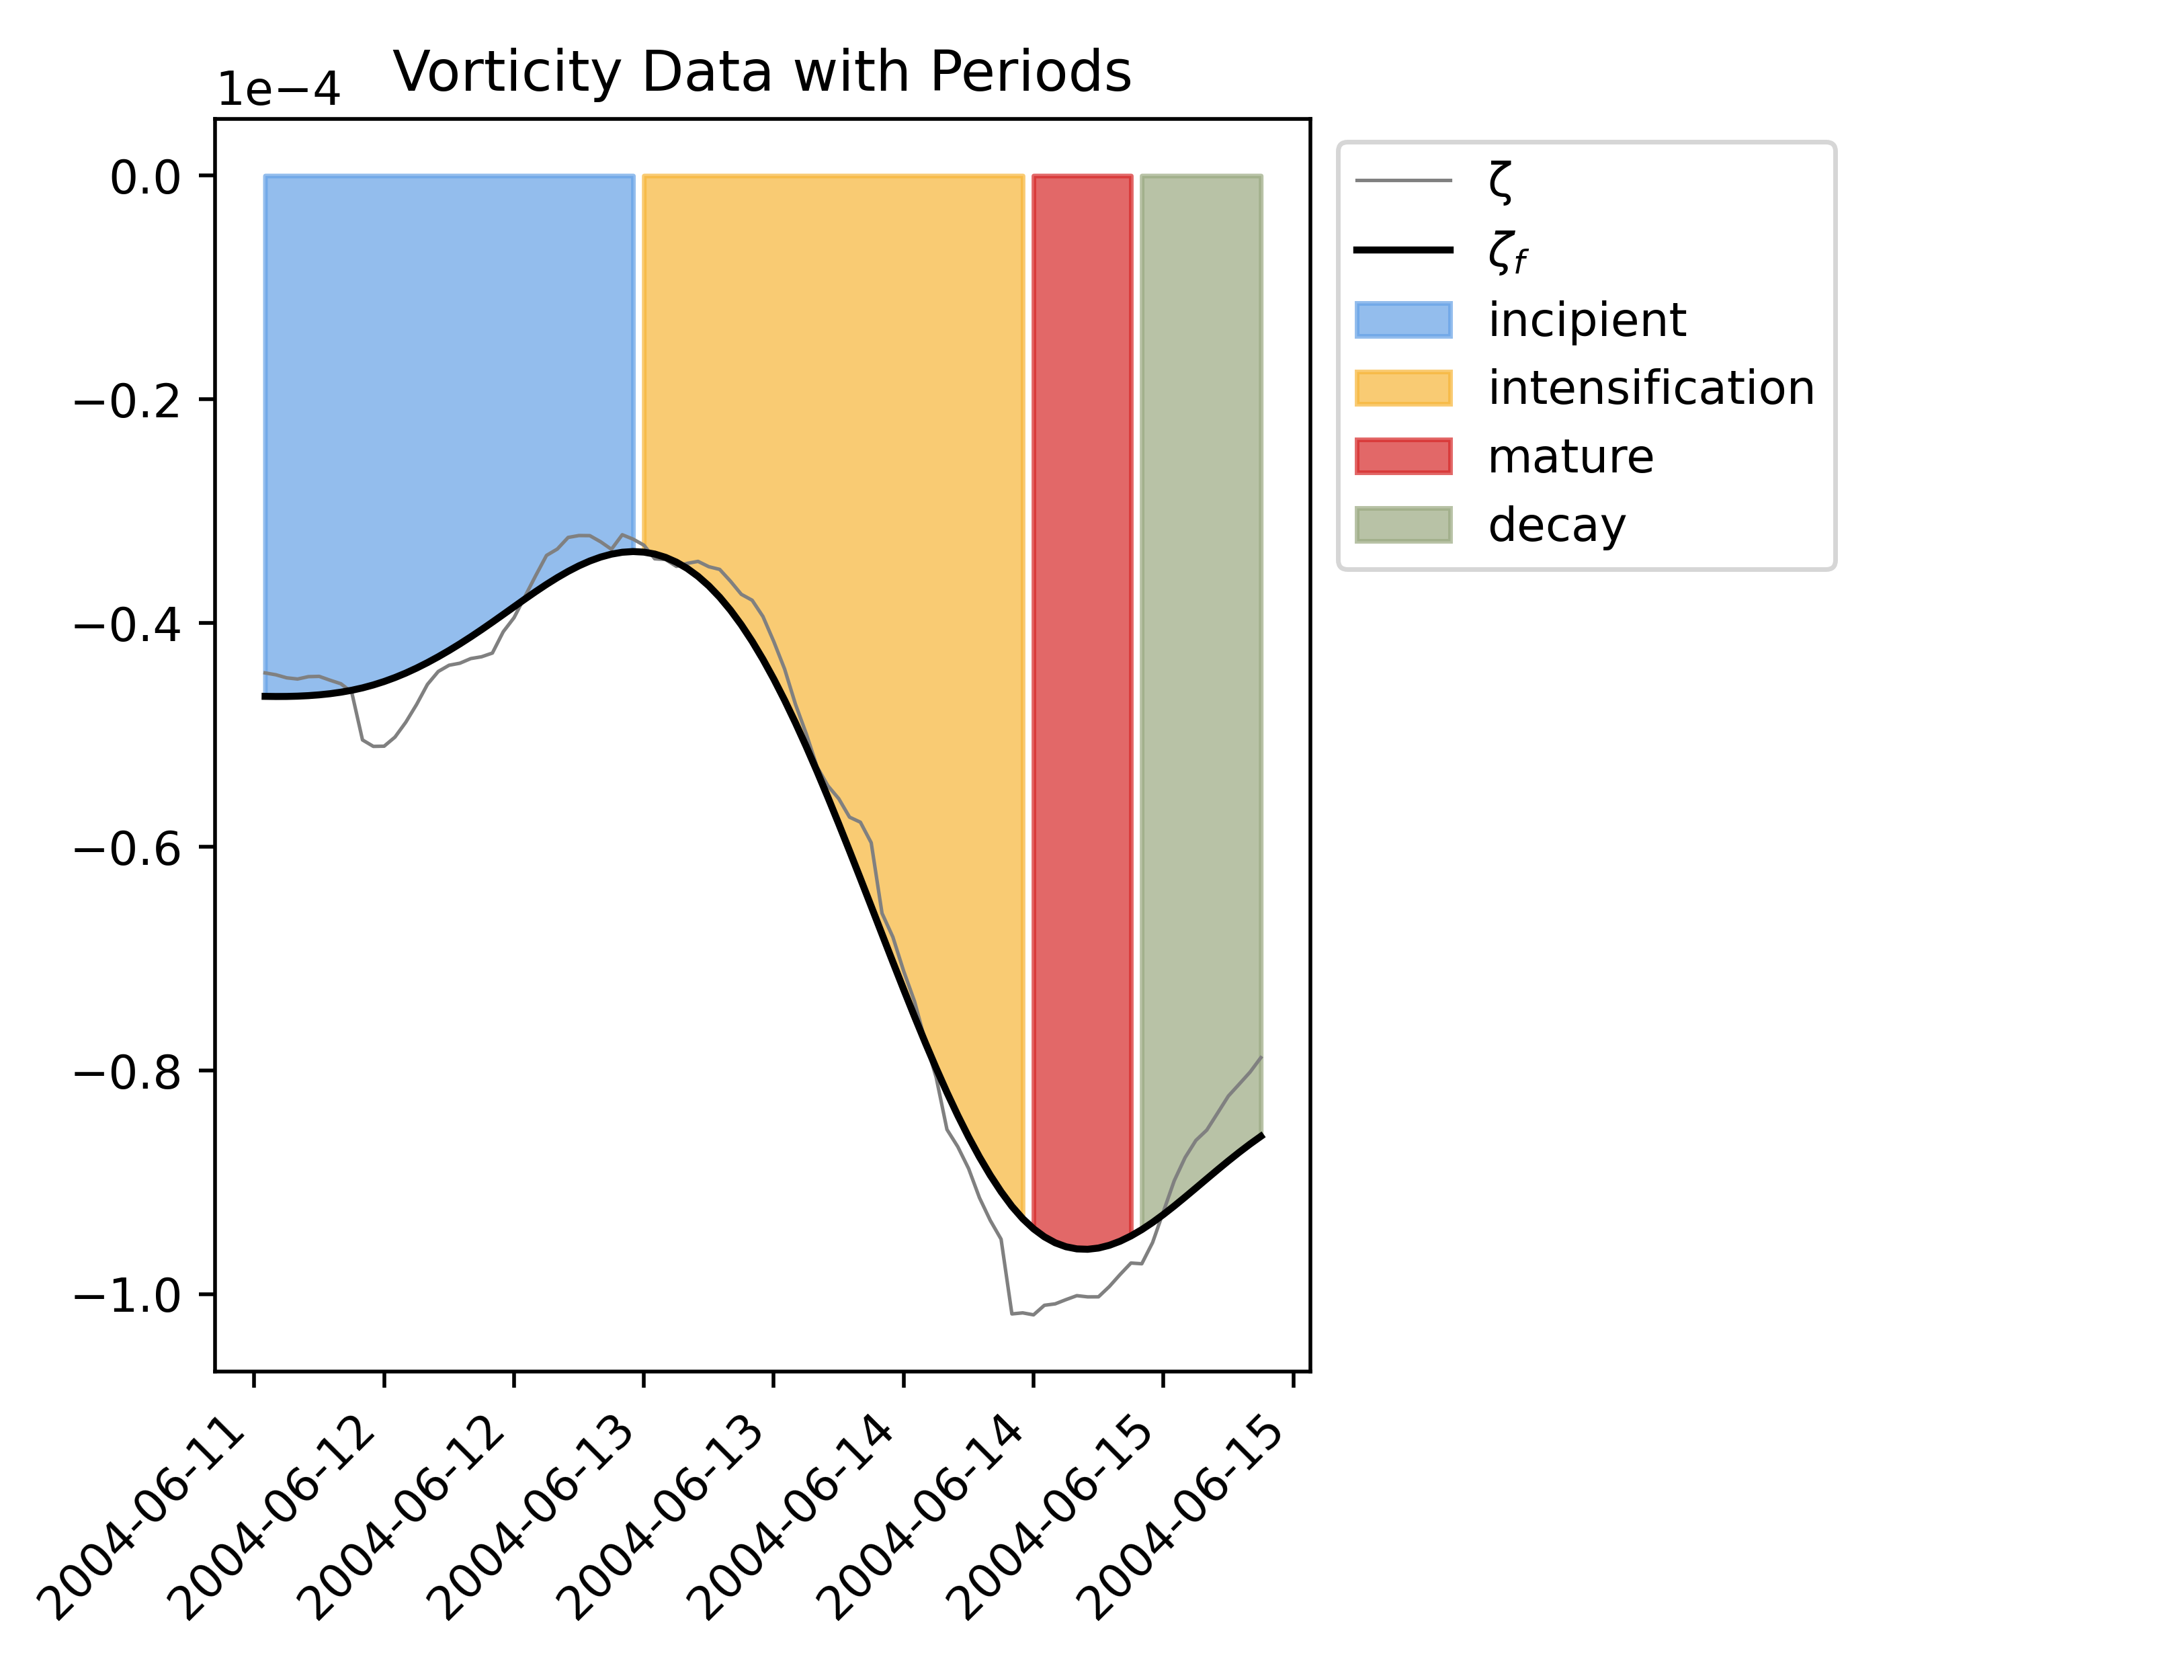 Vorticity Data with Periods
1e−4
0.0
−0.2
−0.4
−0.6
−0.8
−1.0
2004-06-11
2004-06-12
2004-06-12
2004-06-13
2004-06-13
2004-06-14
2004-06-14
2004-06-15
2004-06-15
ζ
ζf
incipient
intensification
mature
decay